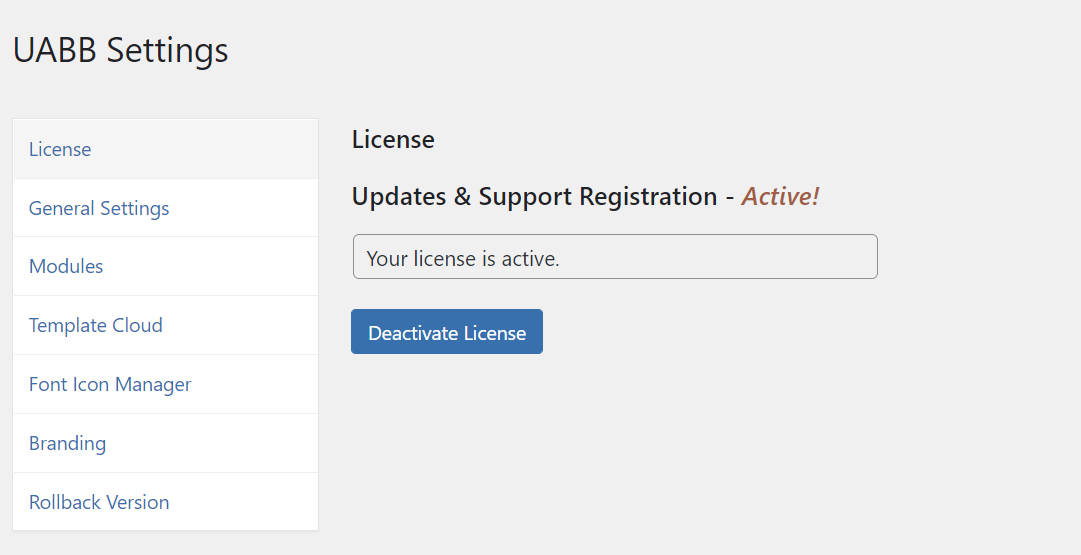 UABB Settings
License
General Settings
Modules
Template Cloud
Font Icon Manager
Branding
Rollback Version
License
Updates & Support Registration - Active!
Your license is active.
Deactivate License